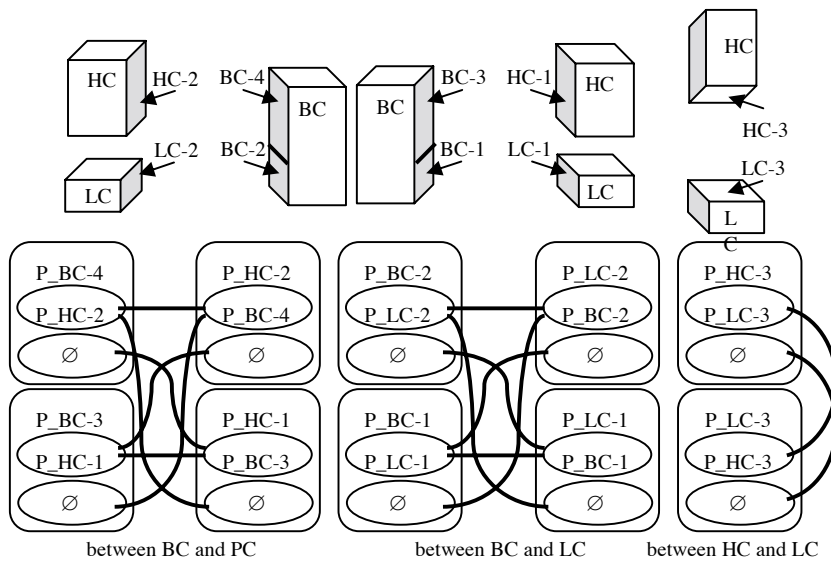 HC HC-2 BC-4 BC BC BC-3 HC-1 HC HC
LC-2 BC-2 BC-1 LC-1 HC-3
LC LC LC-3
L
C
P_BC-4 P_HC-2 P_BC-2 P_LC-2 P_HC-3
P_HC-2 P_BC-4 P_LC-2 P_BC-2 P_LC-3
∅ ∅ ∅ ∅ ∅
P_BC-3 P_HC-1 P_BC-1 P_LC-1 P_LC-3
P_HC-1 P_BC-3 P_LC-1 P_BC-1 P_HC-3
∅ ∅ ∅ ∅ ∅
between BC and PC between BC and LC between HC and LC